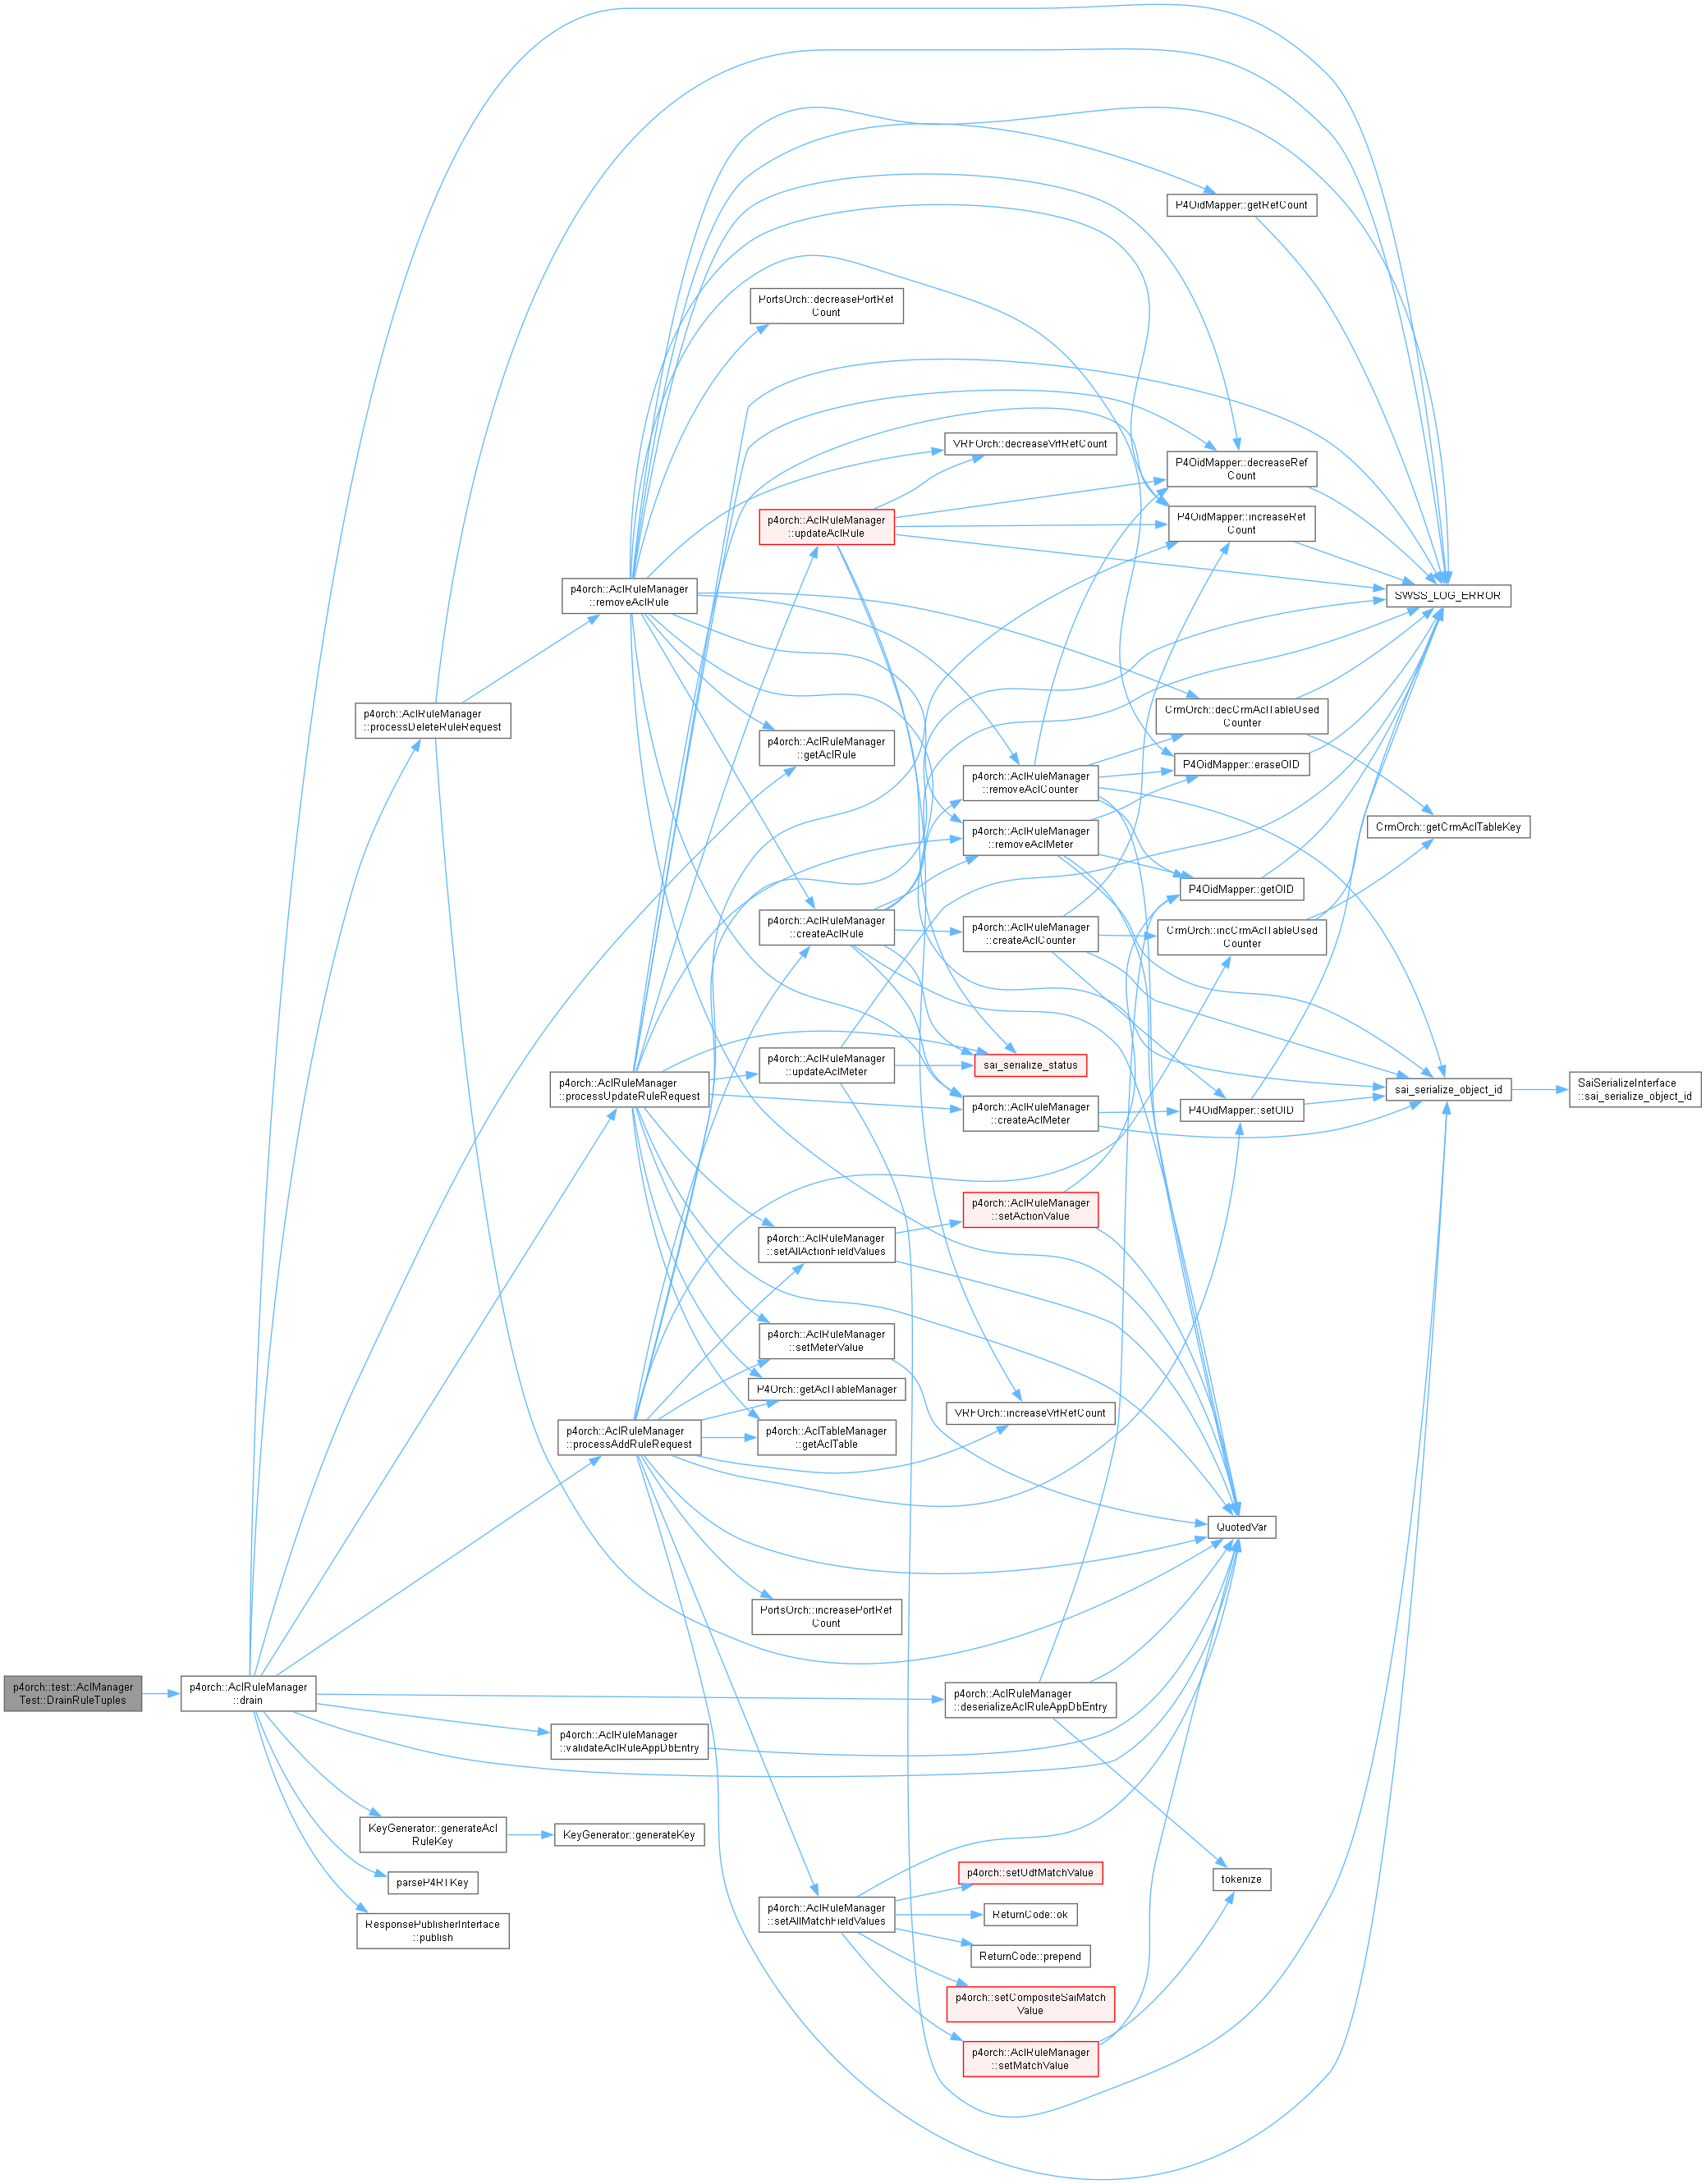 P4OidMapper::getRefCount
PortsOrch::decreasePortRef
Count
VRFOrch::decreaseVrfRefCount
P4OidMapper::decreaseRef
Count
p4orch::AclRuleManager
::updateAclRule
P4OidMapper::increaseRef
Count
p4orch::AclRuleManager
::removeAclRule
SWSS_LOG_ERROR
p4orch::AclRuleManager
::processDeleteRuleRequest
CrmOrch::decCrmAclTableUsed
Counter
p4orch::AclRuleManager
::getAclRule
P4OidMapper::eraseOID
p4orch::AclRuleManager
::removeAclCounter
CrmOrch::getCrmAclTableKey
p4orch::AclRuleManager
::removeAclMeter
P4OidMapper::getOID
p4orch::AclRuleManager
::createAclRule
p4orch::AclRuleManager
::createAclCounter
CrmOrch::incCrmAclTableUsed
Counter
p4orch::AclRuleManager
::updateAclMeter
sai_serialize_status
p4orch::AclRuleManager
::processUpdateRuleRequest
sai_serialize_object_id
SaiSerializeInterface
::sai_serialize_object_id
p4orch::AclRuleManager
::createAclMeter
P4OidMapper::setOID
p4orch::AclRuleManager
::setActionValue
p4orch::AclRuleManager
::setAllActionFieldValues
p4orch::AclRuleManager
::setMeterValue
P4Orch::getAclTableManager
VRFOrch::increaseVrfRefCount
p4orch::AclRuleManager
::processAddRuleRequest
p4orch::AclTableManager
::getAclTable
QuotedVar
PortsOrch::increasePortRef
Count
p4orch::test::AclManager
Test::DrainRuleTuples
p4orch::AclRuleManager
::drain
p4orch::AclRuleManager
::deserializeAclRuleAppDbEntry
p4orch::AclRuleManager
::validateAclRuleAppDbEntry
KeyGenerator::generateAcl
RuleKey
KeyGenerator::generateKey
parseP4RTKey
p4orch::setUdfMatchValue
tokenize
p4orch::AclRuleManager
::setAllMatchFieldValues
ReturnCode::ok
ResponsePublisherInterface
::publish
ReturnCode::prepend
p4orch::setCompositeSaiMatch
Value
p4orch::AclRuleManager
::setMatchValue